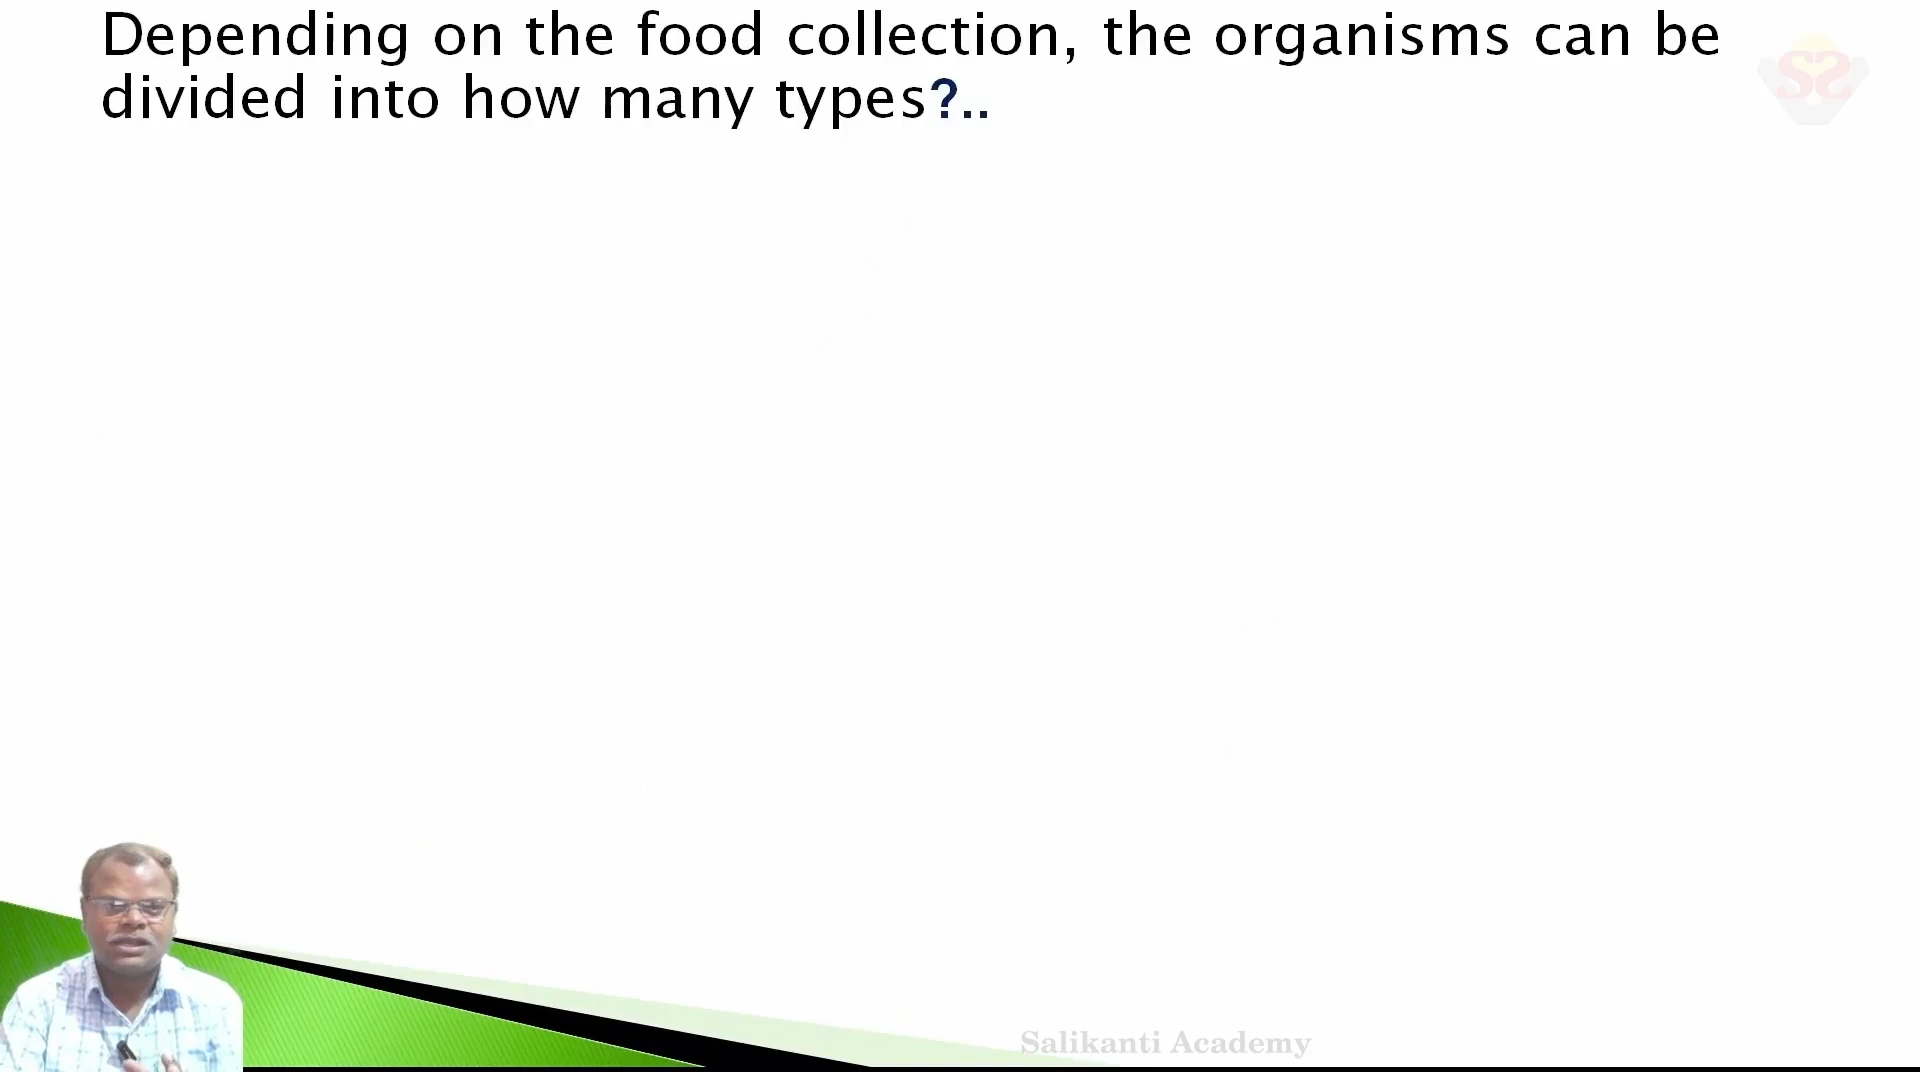 Depending on the food collection, the organisms can be
divided into how many types?..
Salikanti Academy